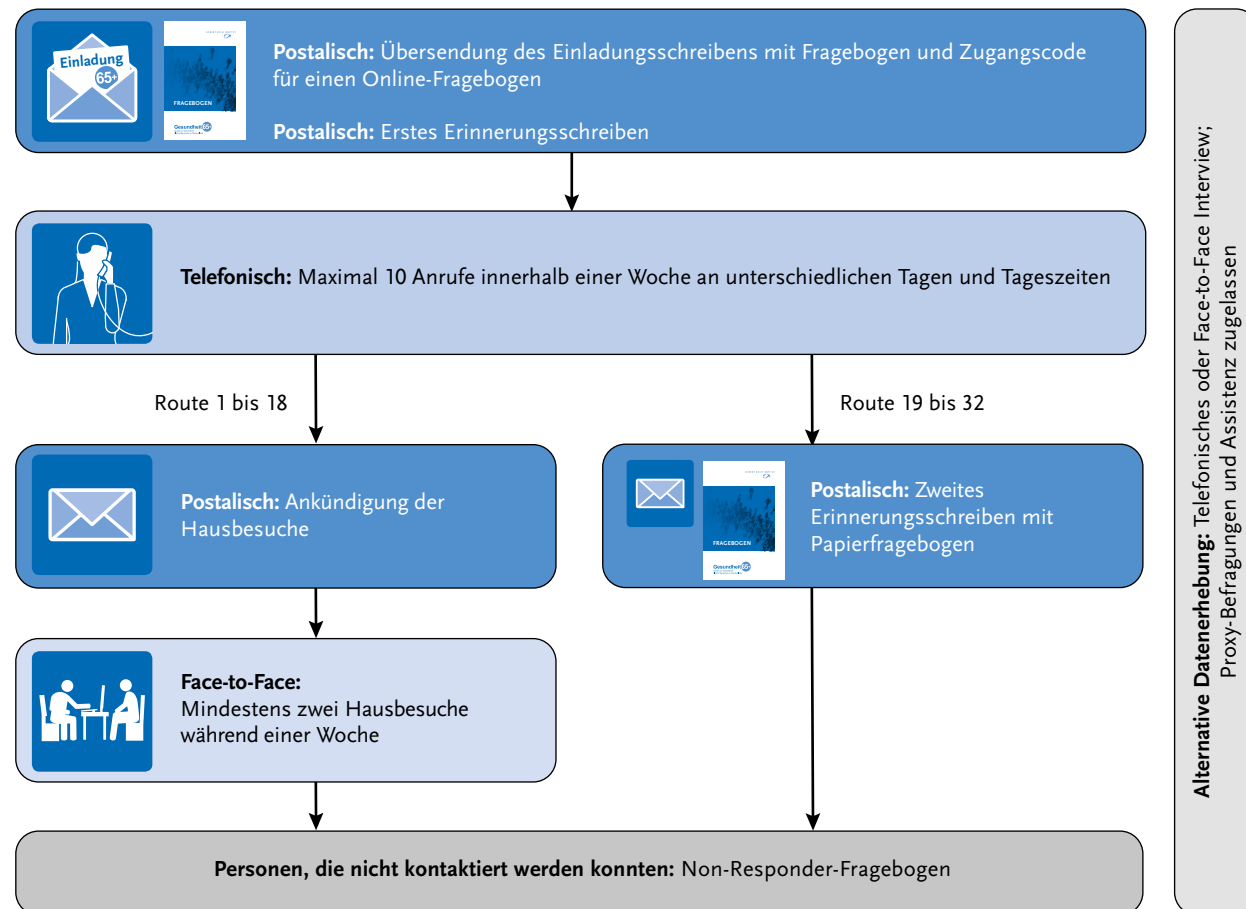 Einladung
65+
FRAGEBOGEN
Gesundheit 65+
Postalisch: Übersendung des Einladungsschreibens mit Fragebogen und Zugangscode
für einen Online-Fragebogen
Postalisch: Erstes Erinnerungsschreiben
Telefonisch: Maximal 10 Anrufe innerhalb einer Woche an unterschiedlichen Tagen und Tageszeiten
Route 1 bis 18
Route 19 bis 32
Postalisch: Ankündigung der
Hausbesuche
FRAGEBOGEN
Gesundheit 65+
Postalisch: Zweites
Erinnerungsschreiben mit
Papierfragebogen
Face-to-Face:
Mindestens zwei Hausbesuche
während einer Woche
Personen, die nicht kontaktiert werden konnten: Non-Responder-Fragebogen
Alternative Datenerhebung: Telefonisches oder Face-to-Face Interview;
Proxy-Befragungen und Assistenz zugelassen